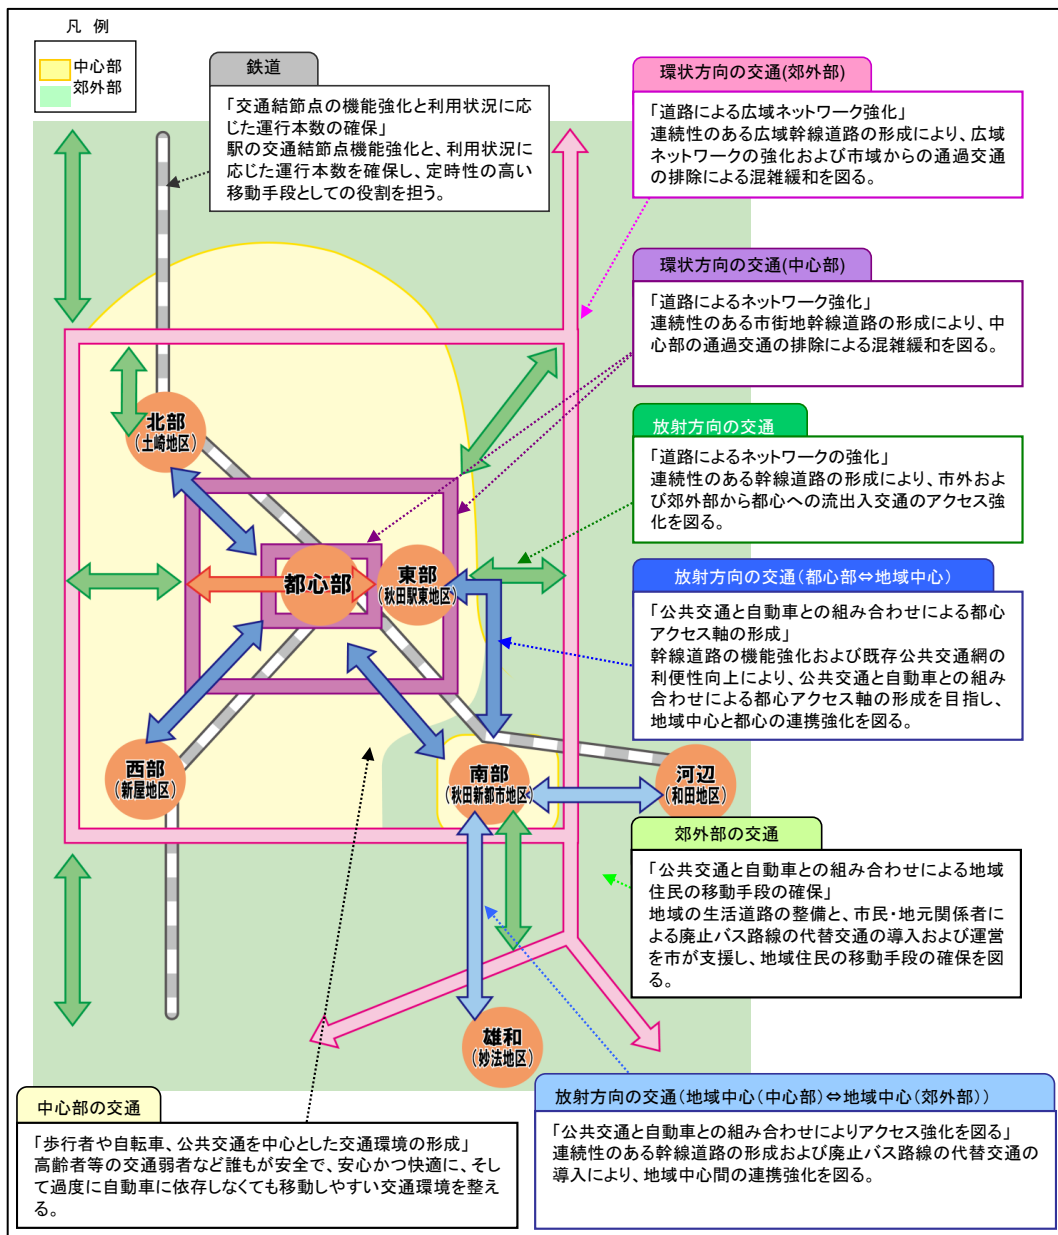 凡 例
中心部
郊外部
鉄道
「交通結節点の機能強化と利用状況に応
じた運行本数の確保」
駅の交通結節点機能強化と、利用状況に
応じた運行本数を確保し、定時性の高い
移動手段としての役割を担う。
環状方向の交通(郊外部)
「道路による広域ネットワーク強化」
連続性のある広域幹線道路の形成により、広域
ネットワークの強化および市域からの通過交通
の排除による混雑緩和を図る。
環状方向の交通(中心部)
「道路によるネットワーク強化」
連続性のある市街地幹線道路の形成により、中
心部の通過交通の排除による混雑緩和を図る。
放射方向の交通
「道路によるネットワークの強化」
連続性のある幹線道路の形成により、市外およ
び郊外部から都心への流出入交通のアクセス強
化を図る。
放射方向の交通(都心部⇔地域中心)
「公共交通と自動車との組み合わせによる都心
アクセス軸の形成」
幹線道路の機能強化および既存公共交通網の
利便性向上により、公共交通と自動車との組み
合わせによる都心アクセス軸の形成を目指し、
地域中心と都心の連携強化を図る。
北部
(土崎地区)
都心部
東部
(秋田駅東地区)
西部
(新屋地区)
南部
(秋田新都市地区)
河辺
(和田地区)
雄和
(妙法地区)
郊外部の交通
「公共交通と自動車との組み合わせによる地域
住民の移動手段の確保」
地域の生活道路の整備と、市民・地元関係者に
よる廃止バス路線の代替交通の導入および運営
を市が支援し、地域住民の移動手段の確保を図
る。
中心部の交通
「歩行者や自転車、公共交通を中心とした交通環境の形成」
高齢者等の交通弱者など誰もが安全で、安心かつ快適に、そ
して過度に自動車に依存しなくても移動しやすい交通環境を整え
る。
放射方向の交通(地域中心(中心部)⇔地域中心(郊外部))
「公共交通と自動車との組み合わせによりアクセス強化を図る」
連続性のある幹線道路の形成および廃止バス路線の代替交通の
導入により、地域中心間の連携強化を図る。